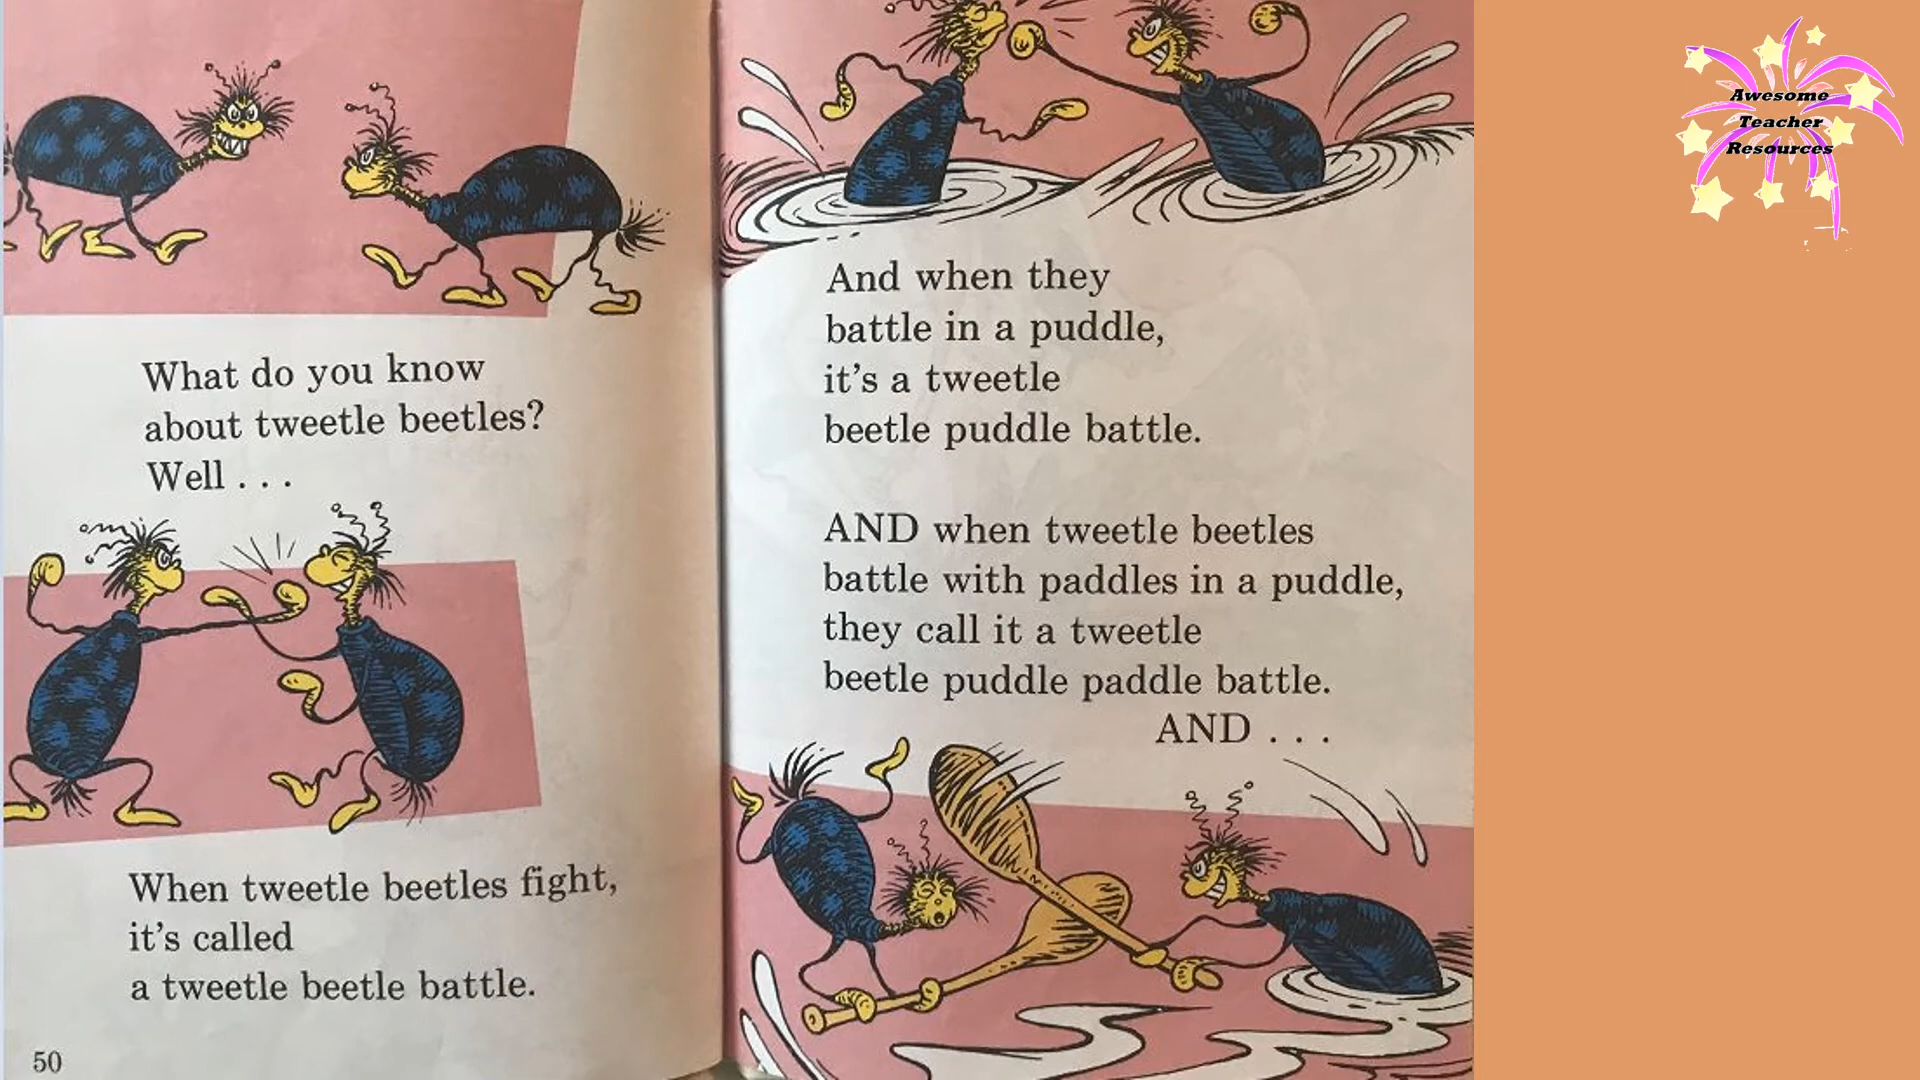 What do you know
about tweetle beetles?
Well . . .
When tweetle beetles fight,
it's called
a tweetle beetle battle.
50
And when they
battle in a puddle,
it's a tweetle
beetle puddle battle.
AND when tweetle beetles
battle with paddles in a puddle,
they call it a tweetle
beetle puddle paddle battle.
AND . . .
Awesome
Teacher
Resources